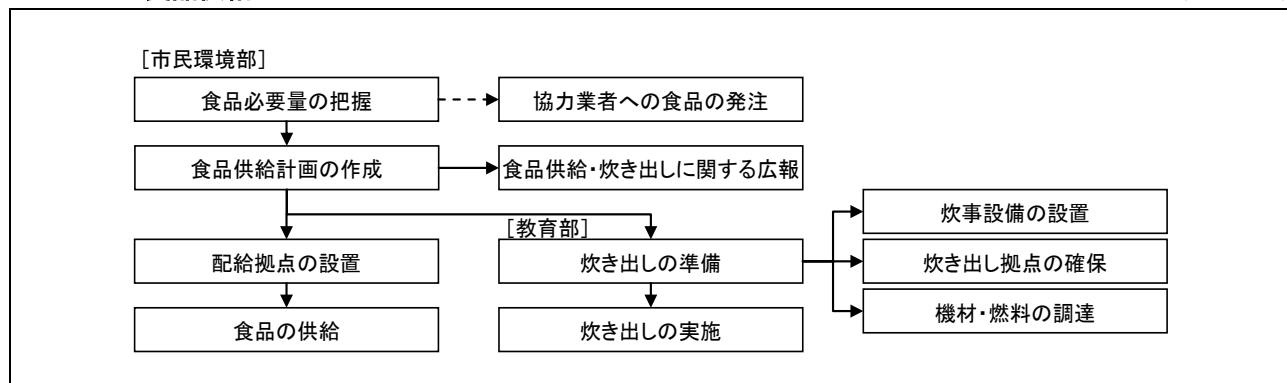 [市民環境部]
食品必要量の把握
協力業者への食品の発注
食品供給計画の作成
食品供給・炊き出しに関する広報
炊事設備の設置
[教育部]
配給拠点の設置
炊き出しの準備
炊き出し拠点の確保
機材・燃料の調達
食品の供給
炊き出しの実施